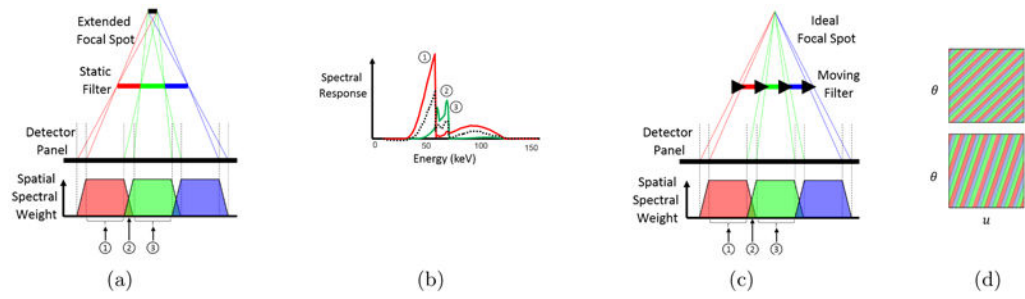 Extended
Focal Spot
Static
Filter
Detector
Panel
Spatial
Spectral
Weight
① ② ③
(a)
Spectral
Response
① ② ③
0 50 100 150
Energy (keV)
(b)
Ideal
Focal Spot
Moving
Filter
Detector
Panel
Spatial
Spectral
Weight
① ② ③
(c)
θ
θ
u
(d)